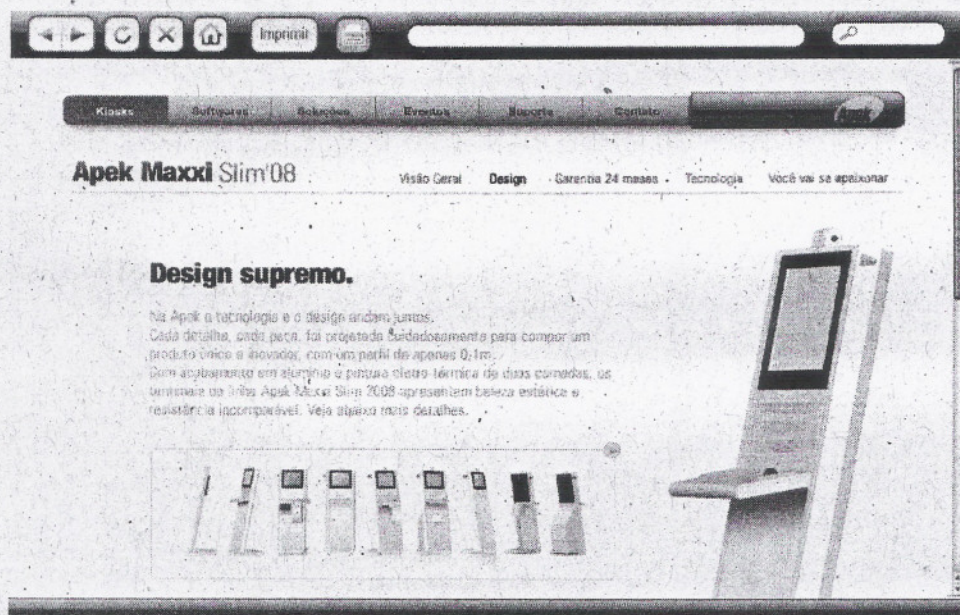 Imprimir
Kiosks Softwares Soluções Eventos Suporte Contato Apek
Apek Maxxi Slim'08
Visão Geral Design Garantia 24 meses Tecnologia Você vai se apaixonar
Design supremo.
Na Apek a tecnologia e o design andam juntos.
Cada detalhe, cada peça, foi projetada cuidadosamente para compor um
produto único e inovador, com um perfil de apenas 0,1m.
Com acabamento em alumínio e pintura eletro-térmica de duas camadas, os
terminais da linha Apek Maxxi Slim 2008 apresentam beleza estética e
resistência incomparável. Veja abaixo mais detalhes.